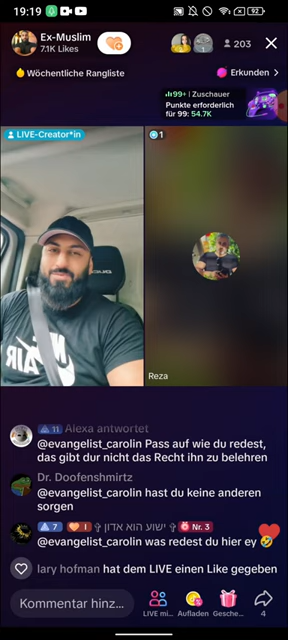 19:19
92
Ex-Muslim
7.1K Likes
203
Wöchentliche Rangliste
Erkunden
99+ | Zuschauer
Punkte erforderlich
für 99: 54.7K
LIVE-Creator*in
1
Reza
11 Alexa antwortet
@evangelist_carolin Pass auf wie du redest,
das gibt dur nicht das Recht ihn zu belehren
Dr. Doofenshmirtz
@evangelist_carolin hast du keine anderen
sorgen
7 I ✞ ישוע הוא אדון ✞ Nr. 3
@evangelist_carolin was redest du hier ey 🤣
lary hofman hat dem LIVE einen Like gegeben
Kommentar hinz...
LIVE mi...
Aufladen
Gesche...
4